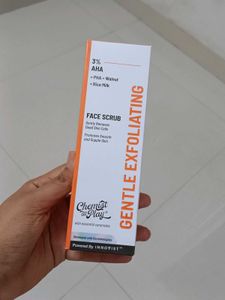 3%
AHA
+ PHA + Walnut
+ Rice Milk
FACE SCRUB
Gently Removes
Dead Skin Cells
Promotes Smooth
and Supple Skin
Chemist
at Play
GENTLE EXFOLIATING
Powered By INNOVIST